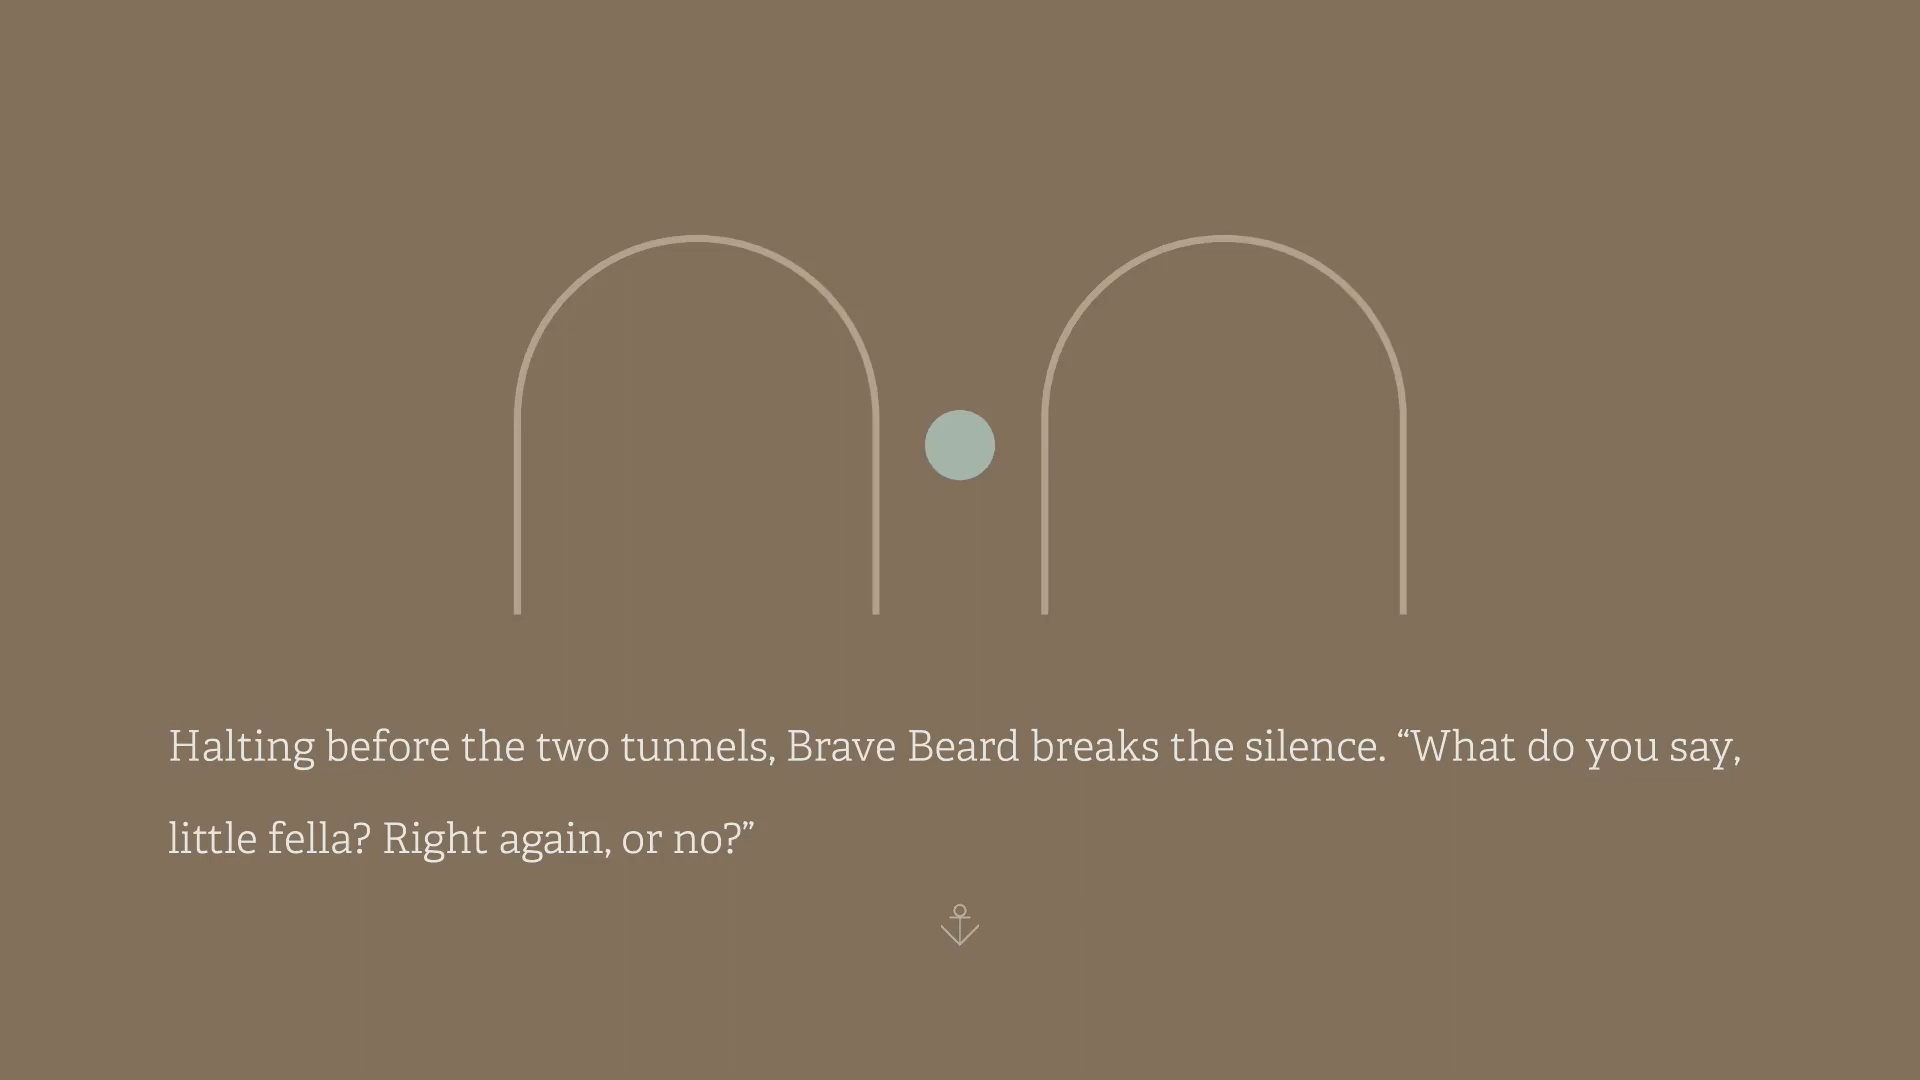 Halting before the two tunnels, Brave Beard breaks the silence. “What do you say,
little fella? Right again, or no?”